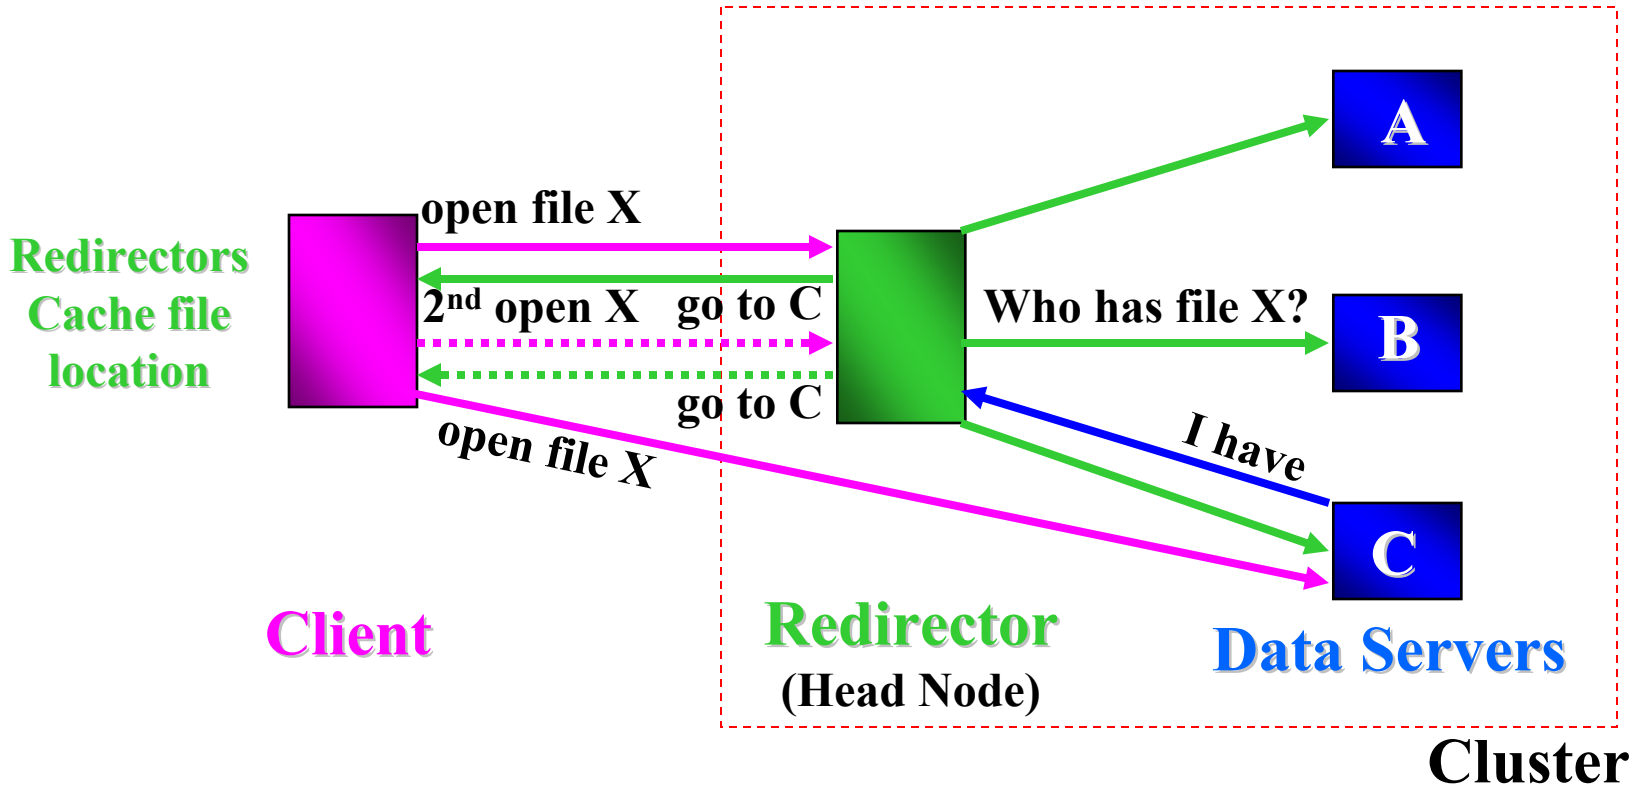 Redirectors
Cache file
location
open file X
2nd open X
go to C
go to C
open file X
Who has file X?
I have
A
B
C
Client
Redirector
(Head Node)
Data Servers
Cluster